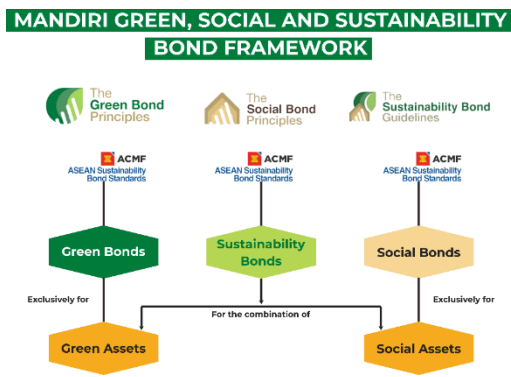 MANDIRI GREEN, SOCIAL AND SUSTAINABILITY
BOND FRAMEWORK
The
Green Bond
Principles
The
Social Bond
Principles
The
Sustainability Bond
Guidelines
ACMF
ASEAN Sustainability
Bond Standards
ACMF
ASEAN Sustainability
Bond Standards
ACMF
ASEAN Sustainability
Bond Standards
Green Bonds
Sustainability
Bonds
Social Bonds
Exclusively for
For the combination of
Exclusively for
Green Assets
Social Assets